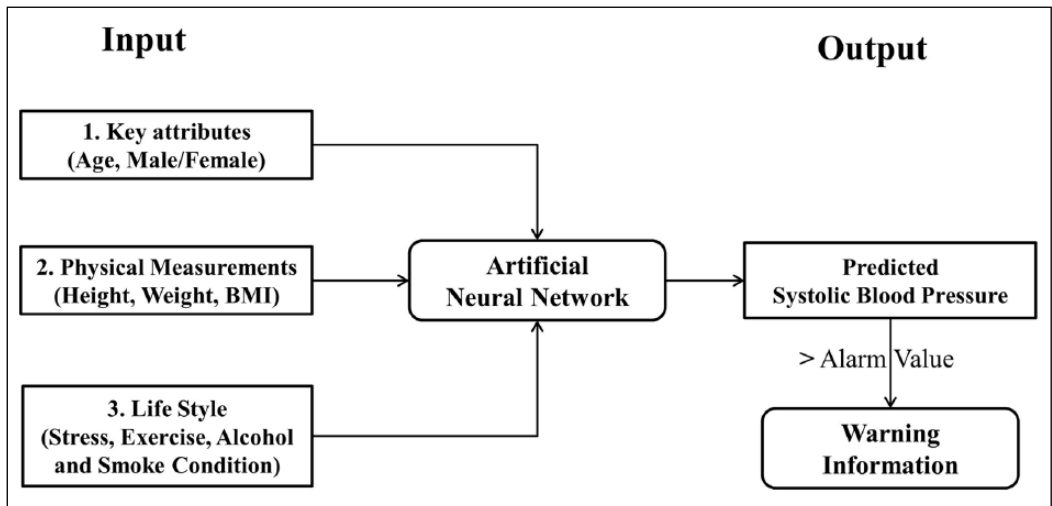 Input
Output
1. Key attributes
(Age, Male/Female)
2. Physical Measurements
(Height, Weight, BMI)
3. Life Style
(Stress, Exercise, Alcohol
and Smoke Condition)
Artificial
Neural Network
Predicted
Systolic Blood Pressure
> Alarm Value
Warning
Information